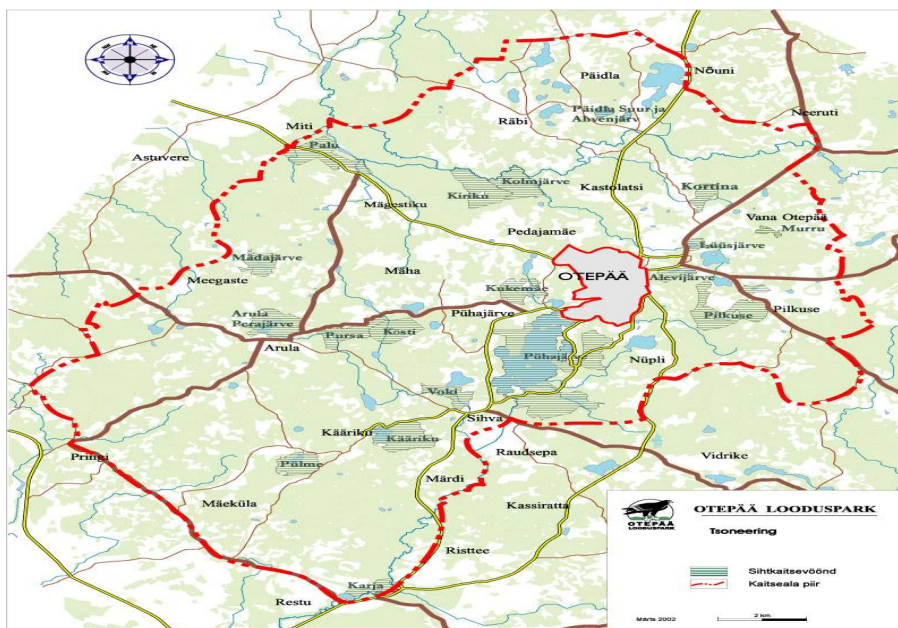 Nõuni
Päidla
Neeruti
Päidla Suur ja
Ahvenjärv
Räbi
Miti
Palu
Astuvere
Kolmjärve
Kiriku
Kastolatsi
Kortina
Mägestiku
Vana Otepää
Murru
Pedajamäe
Lüüsjärve
Mädajärve
Mäha
OTEPÄÄ
Alevijärve
Meegaste
Kukemäe
Arula
Perajärve
Pühajärve
Pilkuse
Pilkuse
Pursa
Kösti
Arula
Pühajärve
Nüpli
Voki
Sihva
Kääriku
Kääriku
Pringi
Pülme
Raudsepa
Vidrike
Märdi
Mäeküla
Kassiratta
Risttee
Karja
Restu
OTEPÄÄ
LOODUSPARK
OTEPÄÄ LOODUSPARK
Tsoneering
Sihtkaitsevöönd
Kaitseala piir
Märts 2002
2 km